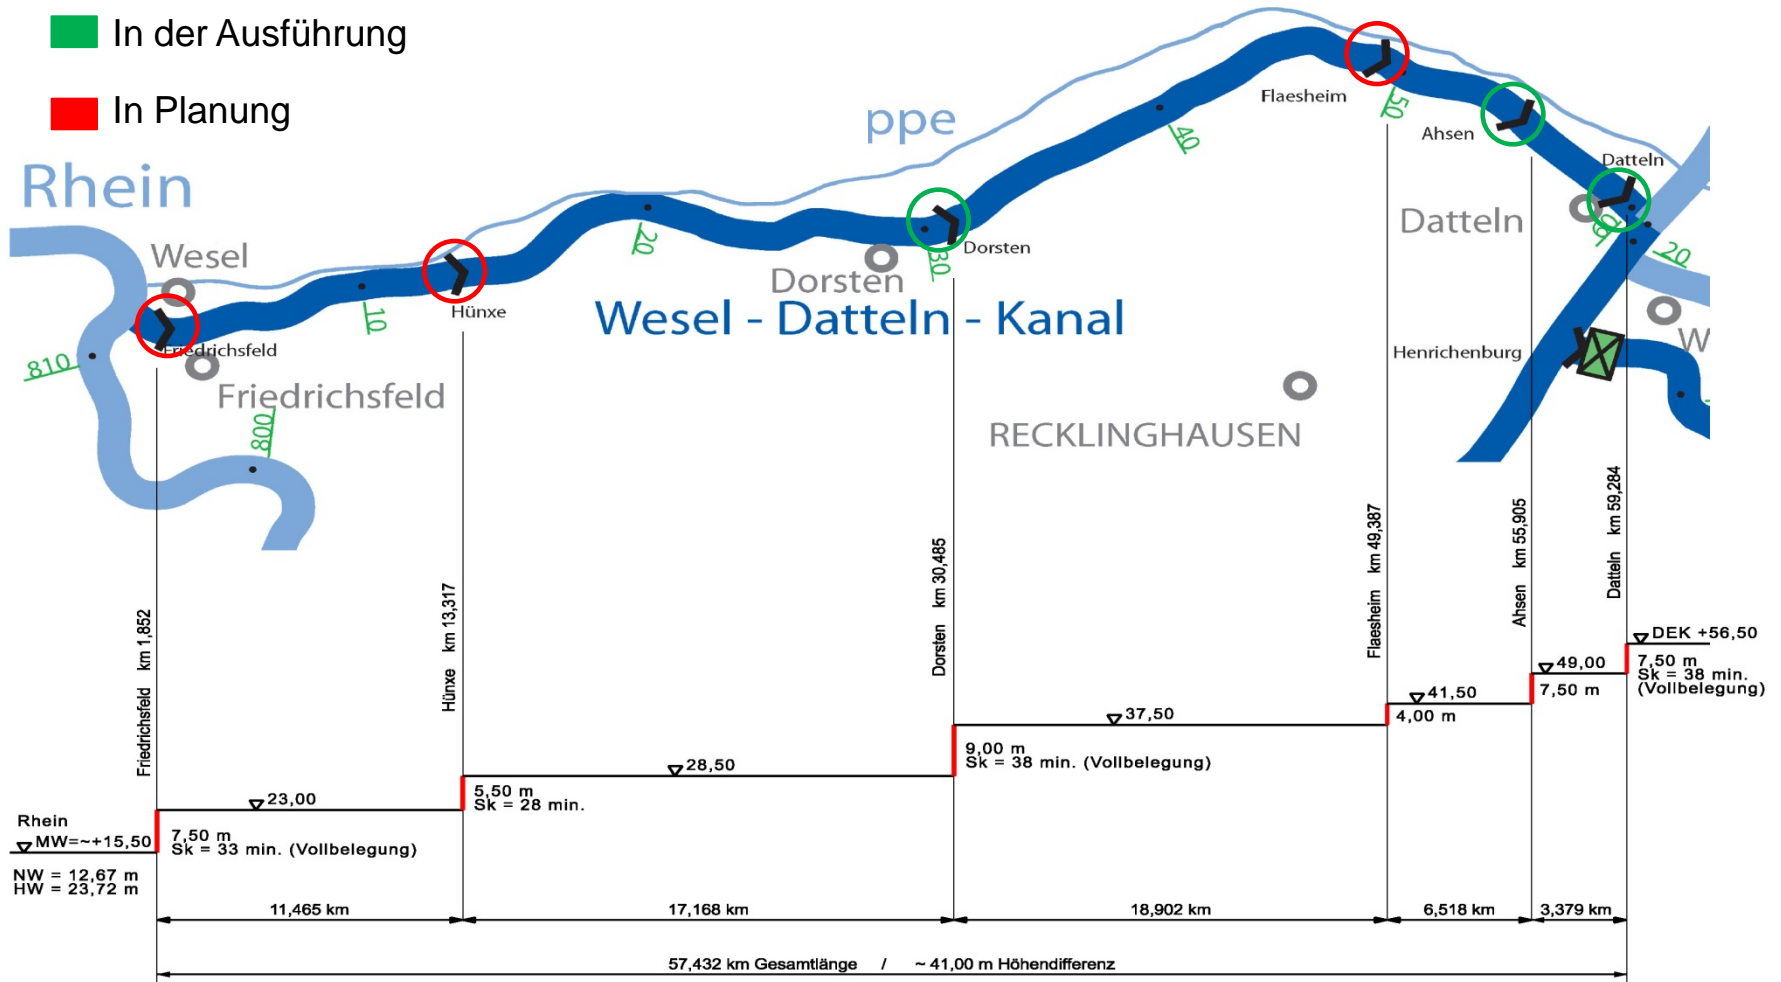 In der Ausführung
In Planung
Rhein
ppe
Wesel
Friedrichsfeld
Friedrichsfeld
810
800
10
Hünxe
20
Dorsten
30
Dorsten
Wesel - Datteln - Kanal
40
Flaesheim
50
Ahsen
Datteln
Datteln
60
20
Henrichenburg
W
RECKLINGHAUSEN
Friedrichsfeld km 1,852
Hünxe km 13,317
Dorsten km 30,485
Flaesheim km 49,387
Ahsen km 55,905
Datteln km 59,284
DEK +56,50
7,50 m
Sk = 38 min.
(Vollbelegung)
49,00
7,50 m
41,50
4,00 m
37,50
9,00 m
Sk = 38 min. (Vollbelegung)
28,50
5,50 m
Sk = 28 min.
23,00
7,50 m
Sk = 33 min. (Vollbelegung)
Rhein
MW=~+15,50
NW = 12,67 m
HW = 23,72 m
11,465 km
17,168 km
18,902 km
6,518 km
3,379 km
57,432 km Gesamtlänge / ~ 41,00 m Höhendifferenz